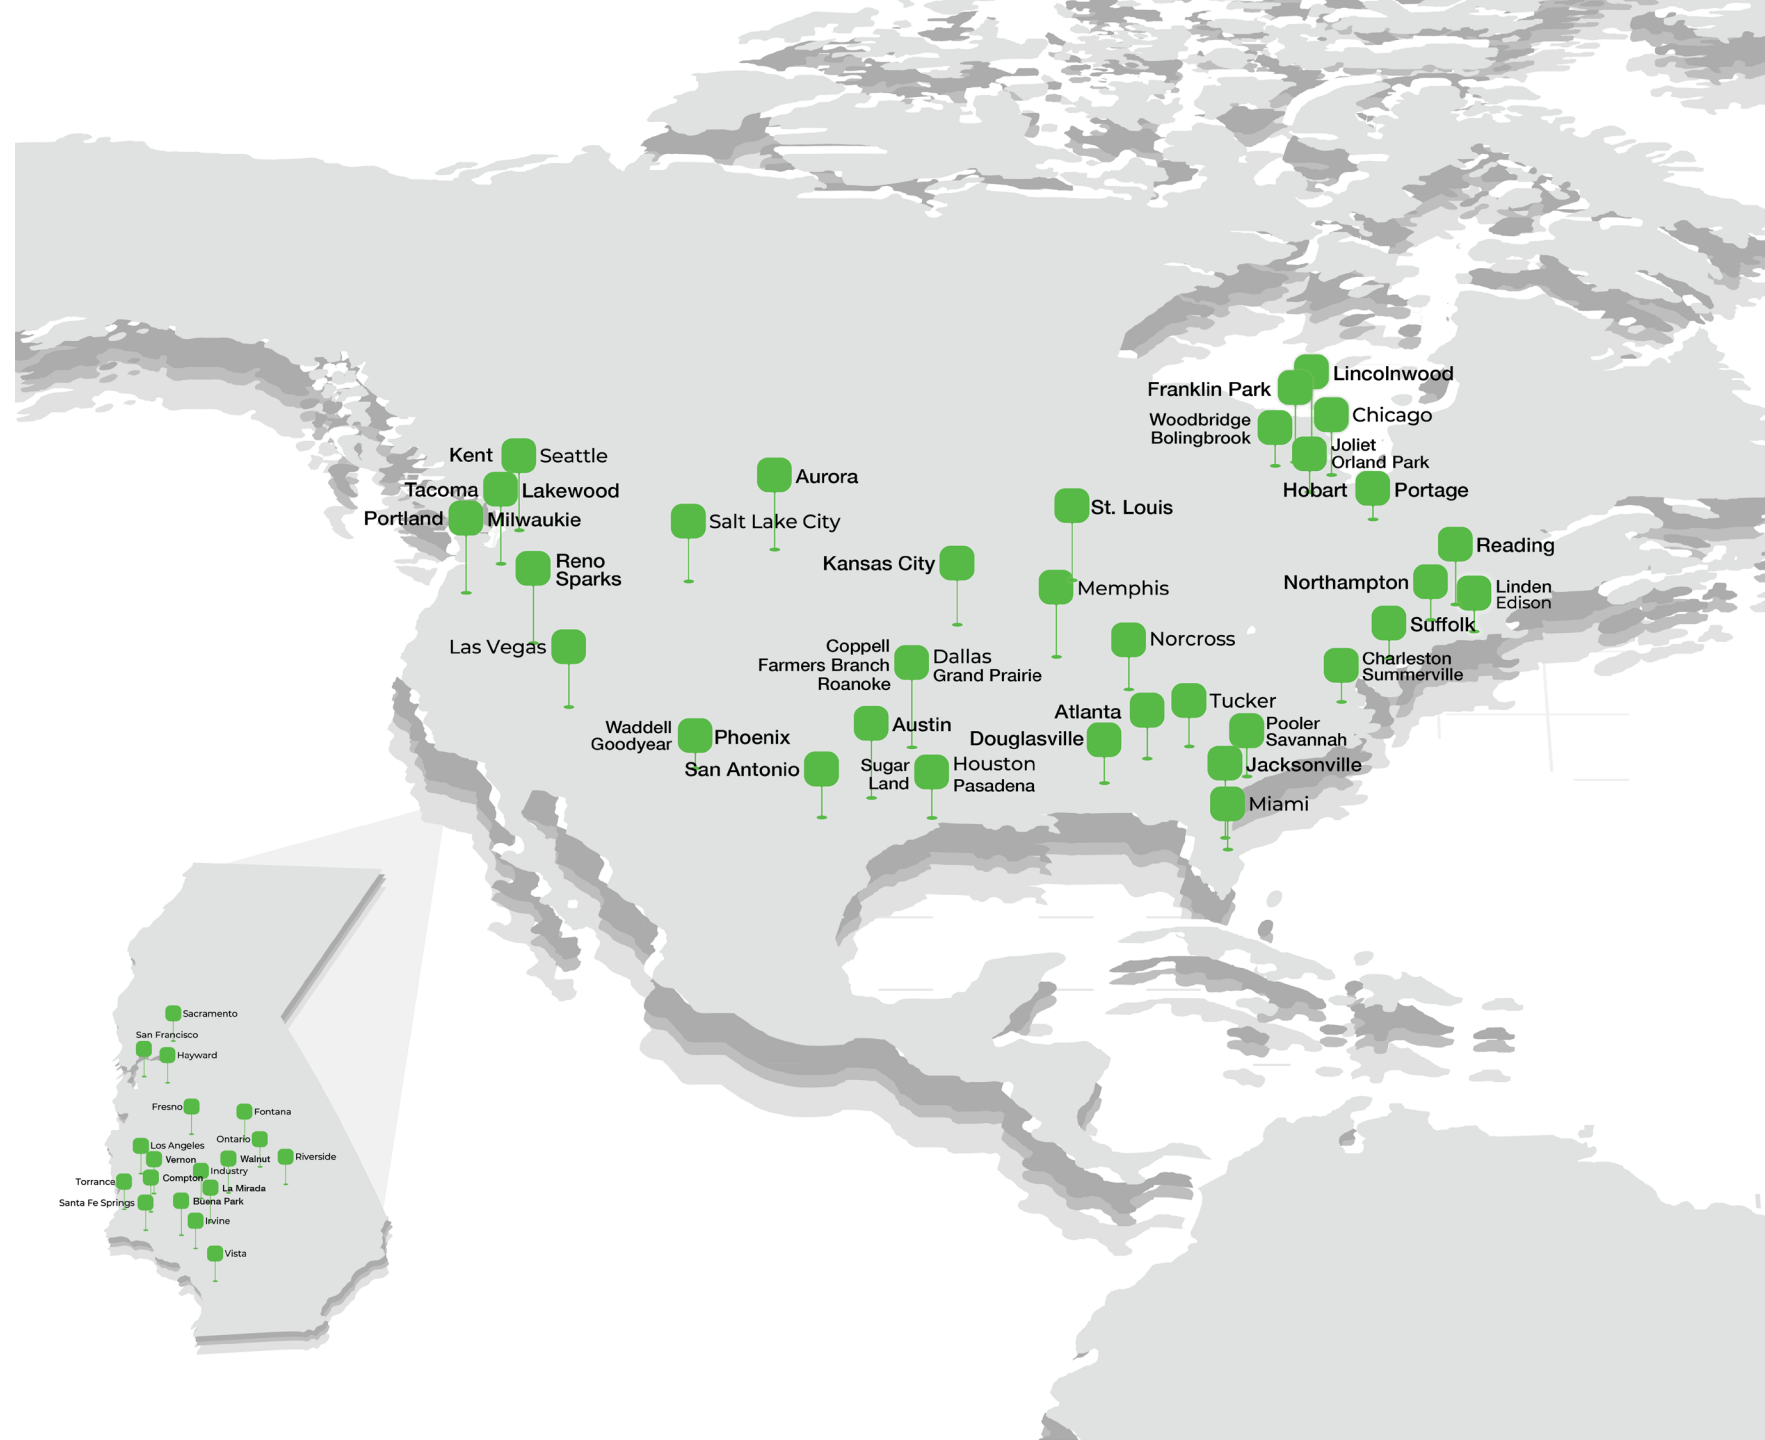 Lincolnwood
Franklin Park
Chicago
Woodbridge
Bolingbrook
Joliet
Orland Park
Kent
Seattle
Aurora
Tacoma
Lakewood
Hobart
Portage
Portland
Milwaukie
Salt Lake City
St. Louis
Reading
Reno
Sparks
Kansas City
Memphis
Northampton
Linden
Edison
Suffolk
Las Vegas
Norcross
Coppell
Farmers Branch
Roanoke
Dallas
Grand Prairie
Charleston
Summerville
Tucker
Atlanta
Austin
Pooler
Savannah
Waddell
Goodyear
Phoenix
Douglasville
San Antonio
Sugar
Land
Houston
Pasadena
Jacksonville
Miami
Sacramento
San Francisco
Hayward
Fresno
Fontana
Ontario
Los Angeles
Vernon
Walnut
Riverside
Industry
Compton
Torrance
La Mirada
Santa Fe Springs
Buena Park
Irvine
Vista